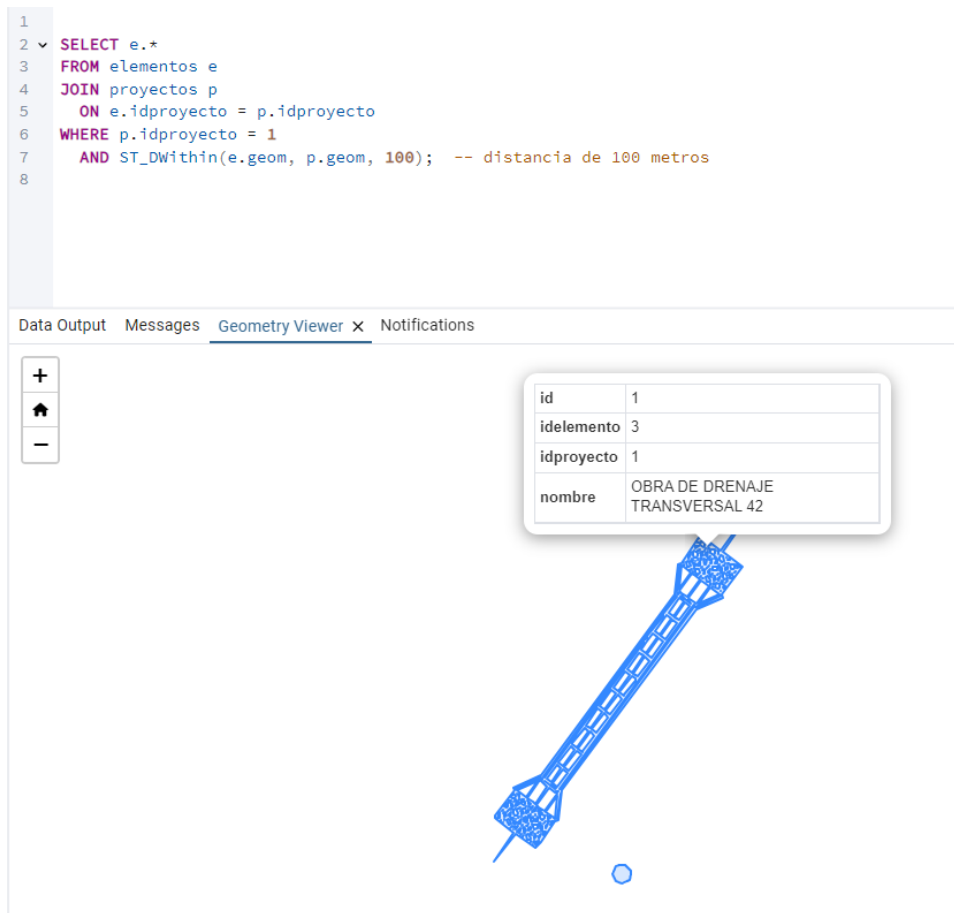 1
2 SELECT e.*
3 FROM elementos e
4 JOIN proyectos p
5 ON e.idproyecto = p.idproyecto
6 WHERE p.idproyecto = 1
7 AND ST_DWithin(e.geom, p.geom, 100); -- distancia de 100 metros
8
Data Output Messages Geometry Viewer X Notifications
+
−
id 1
idelemento 3
idproyecto 1
nombre OBRA DE DRENAJE
TRANSVERSAL 42